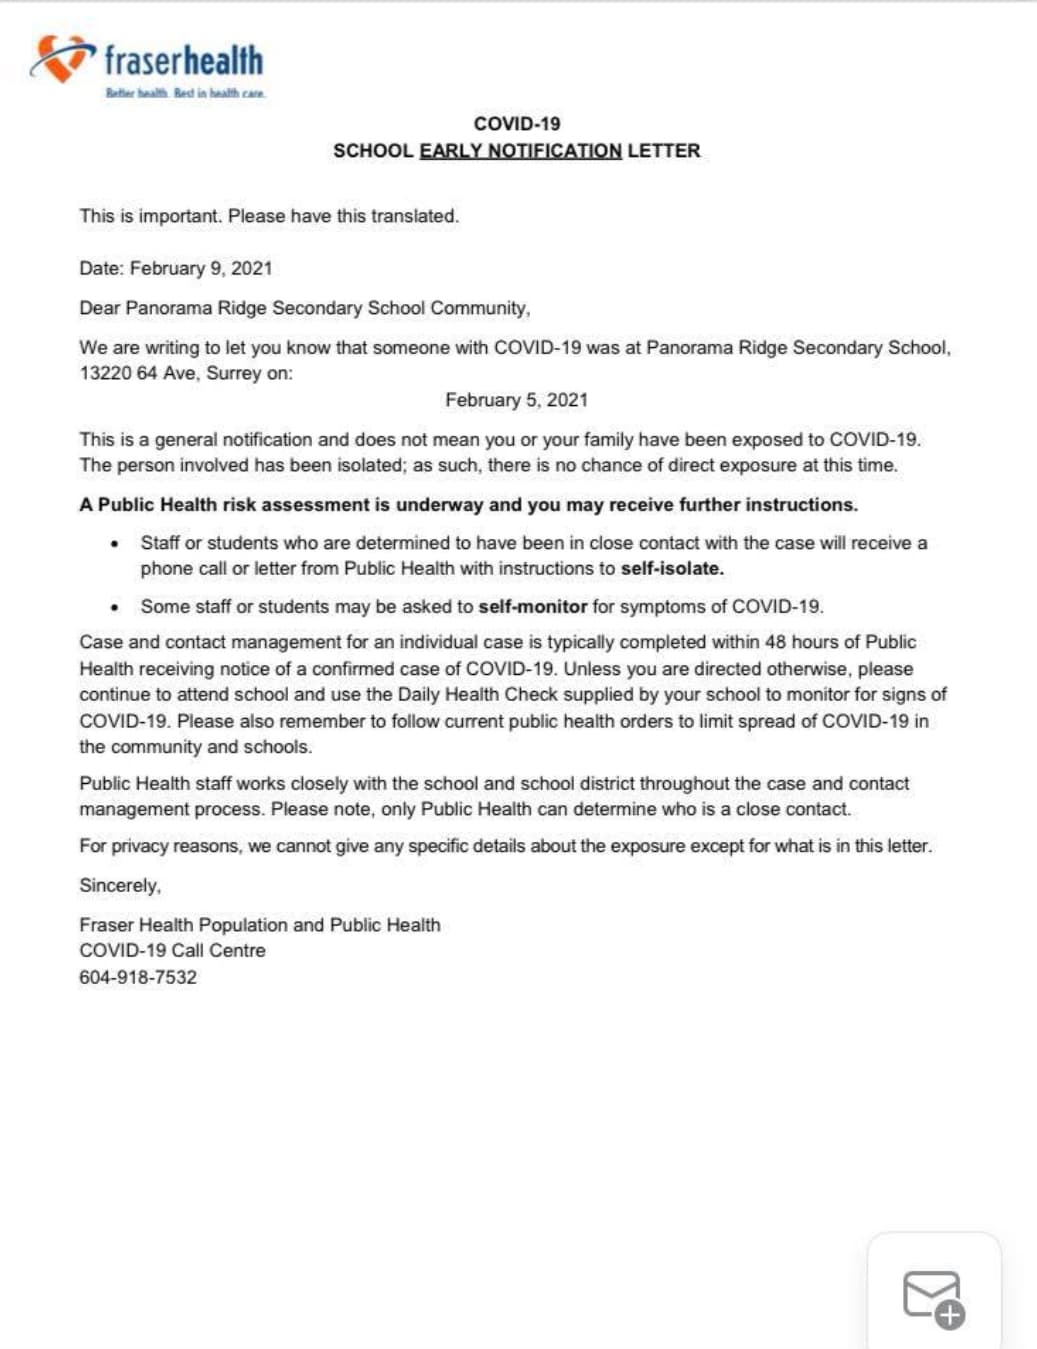 fraserhealth
Better health. Best in health care.
COVID-19
SCHOOL EARLY NOTIFICATION LETTER
This is important. Please have this translated.
Date: February 9, 2021
Dear Panorama Ridge Secondary School Community,
We are writing to let you know that someone with COVID-19 was at Panorama Ridge Secondary School,
13220 64 Ave, Surrey on:
February 5, 2021
This is a general notification and does not mean you or your family have been exposed to COVID-19.
The person involved has been isolated; as such, there is no chance of direct exposure at this time.
A Public Health risk assessment is underway and you may receive further instructions.
• Staff or students who are determined to have been in close contact with the case will receive a
phone call or letter from Public Health with instructions to self-isolate.
• Some staff or students may be asked to self-monitor for symptoms of COVID-19.
Case and contact management for an individual case is typically completed within 48 hours of Public
Health receiving notice of a confirmed case of COVID-19. Unless you are directed otherwise, please
continue to attend school and use the Daily Health Check supplied by your school to monitor for signs of
COVID-19. Please also remember to follow current public health orders to limit spread of COVID-19 in
the community and schools.
Public Health staff works closely with the school and school district throughout the case and contact
management process. Please note, only Public Health can determine who is a close contact.
For privacy reasons, we cannot give any specific details about the exposure except for what is in this letter.
Sincerely,
Fraser Health Population and Public Health
COVID-19 Call Centre
604-918-7532